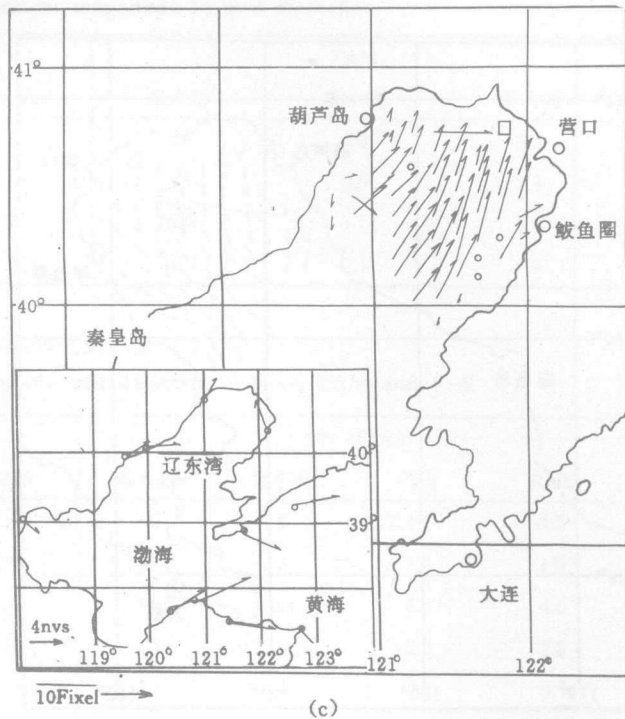 41°
葫芦岛
营口
鲅鱼圈
40°
秦皇岛
辽东湾
40°
39°
渤海
大连
黄海
4nvs
119°
120°
121°
122°
123°
121°
122°
10Fixel
(c)